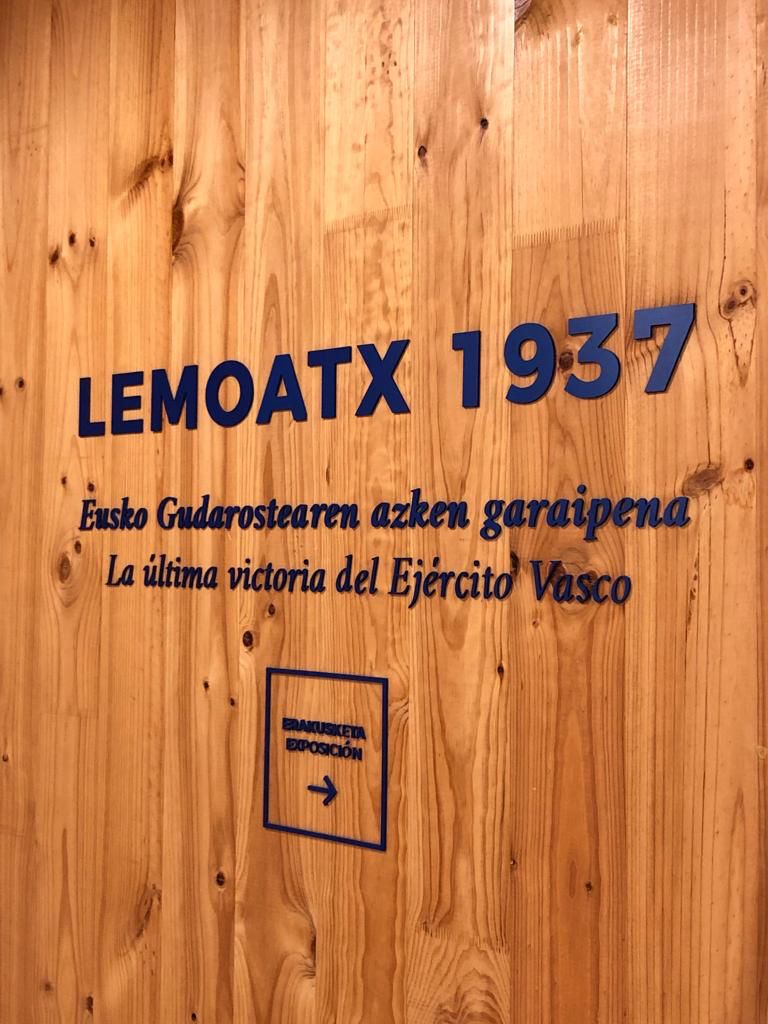 LEMOATX 1937
Eusko Gudarostearen azken garaipena
La última victoria del Ejército Vasco
ERAKUSKETA
EXPOSICIÓN
→